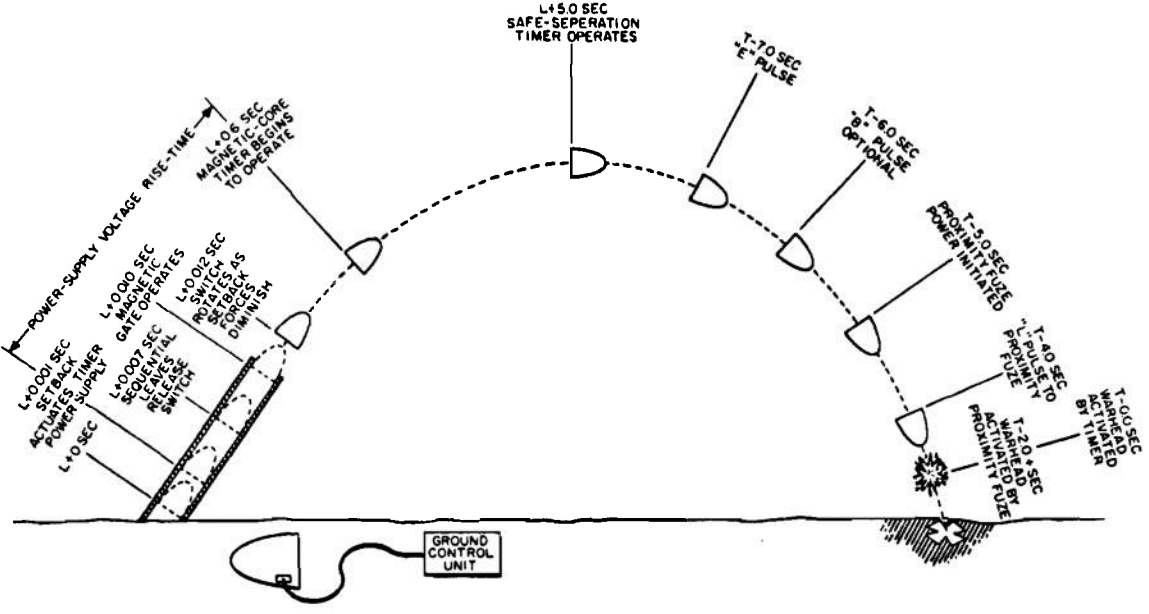 L+5.0 SEC
SAFE-SEPERATION
TIMER OPERATES
T-7.0 SEC
"E" PULSE
T-6.0 SEC
"B" PULSE
OPTIONAL
T-5.0 SEC
PROXIMITY FUZE
POWER INITIATED
T-4.0 SEC
"L" PULSE TO
PROXIMITY
FUZE
T-0.0 SEC
WARHEAD
ACTIVATED
BY TIMER
T-2.0+SEC
WARHEAD
ACTIVATED BY
PROXIMITY FUZE
POWER-SUPPLY VOLTAGE RISE-TIME
L+0.6 SEC
MAGNETIC-CORE
TIMER BEGINS
TO OPERATE
L+0.012 SEC
SWITCH
ROTATES AS
SETBACK
FORCES
DIMINISH
L+0.010 SEC
MAGNETIC
GATE OPERATES
L+0.007 SEC
SEQUENTIAL
LEAVES
RELEASE
SWITCH
L+0.001 SEC
SETBACK
ACTUATES TIMER
POWER SUPPLY
L+0 SEC
GROUND
CONTROL
UNIT